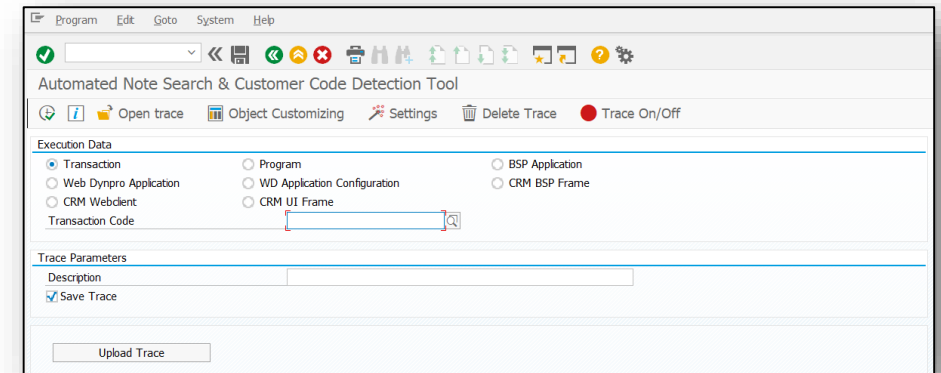 Program Edit Goto System Help
Automated Note Search & Customer Code Detection Tool
Open trace Object Customizing Settings Delete Trace Trace On/Off
Execution Data
Transaction Program BSP Application
Web Dynpro Application WD Application Configuration CRM BSP Frame
CRM Webclient CRM UI Frame
Transaction Code
Trace Parameters
Description
Save Trace
Upload Trace